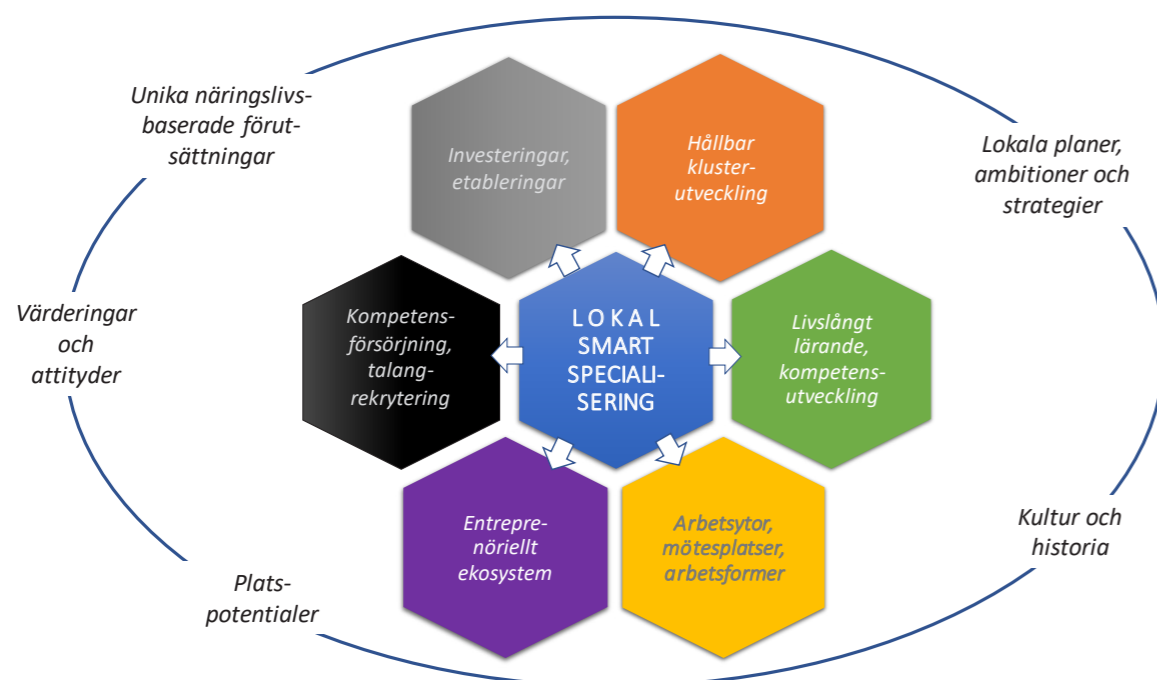 Unika näringslivs-
baserade förut-
sättningar
Investeringar,
etableringar
Hållbar
kluster-
utveckling
Lokala planer,
ambitioner och
strategier
Värderingar
och
attityder
Kompetens-
försörjning,
talang-
rekrytering
L O K A L
SMART
SPECIALI-
SERING
Livslångt
lärande,
kompetens-
utveckling
Entrepre-
nöriellt
ekosystem
Arbetsytor,
mötesplatser,
arbetsformer
Kultur och
historia
Plats-
potentialer